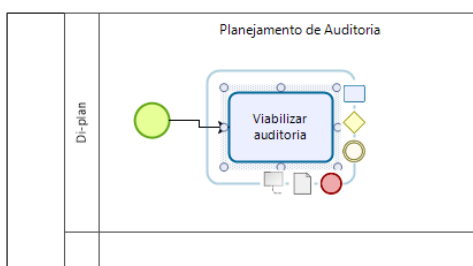 Planejamento de Auditoria
Di-plan
Viabilizar
auditoria